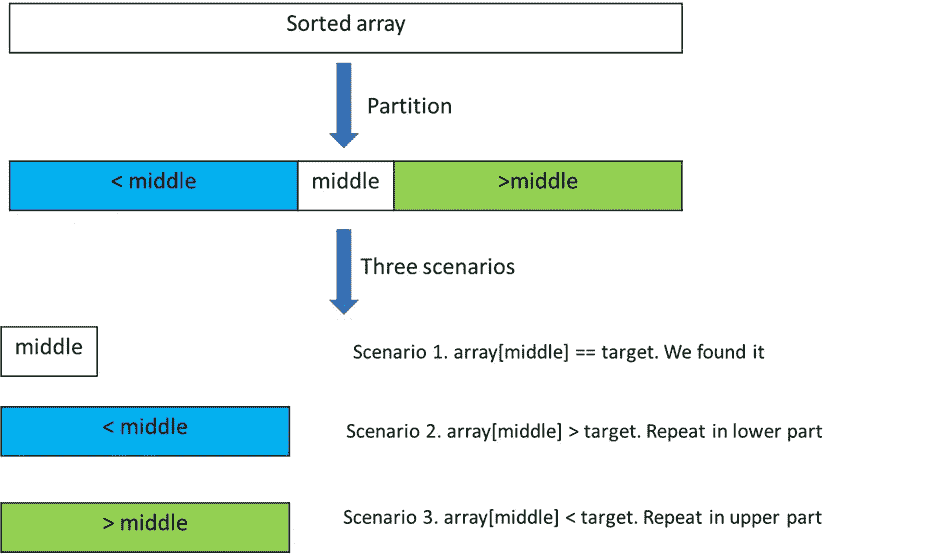 Sorted array
Partition
< middle
middle
>middle
Three scenarios
middle
Scenario 1. array[middle] == target. We found it
< middle
Scenario 2. array[middle] > target. Repeat in lower part
> middle
Scenario 3. array[middle] < target. Repeat in upper part